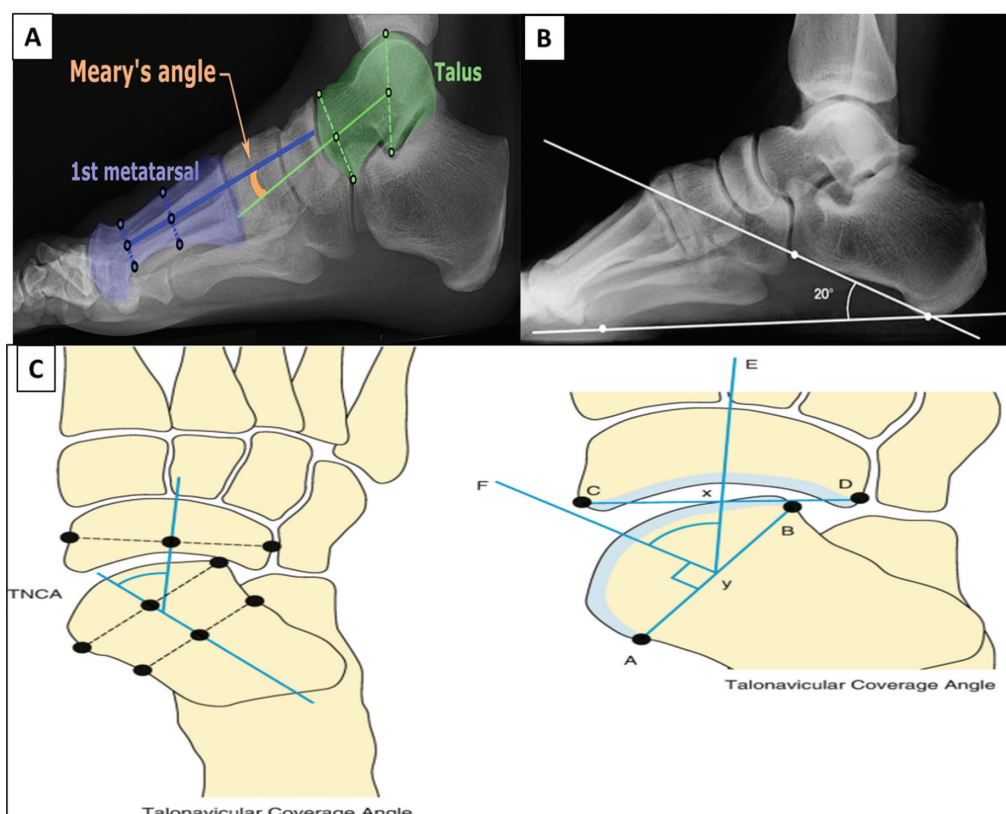 A
Meary's angle
Talus
1st metatarsal
B
20°
C
TNCA
Talonavicular Coverage Angle
E
F
C
x
D
B
y
A
Talonavicular Coverage Angle